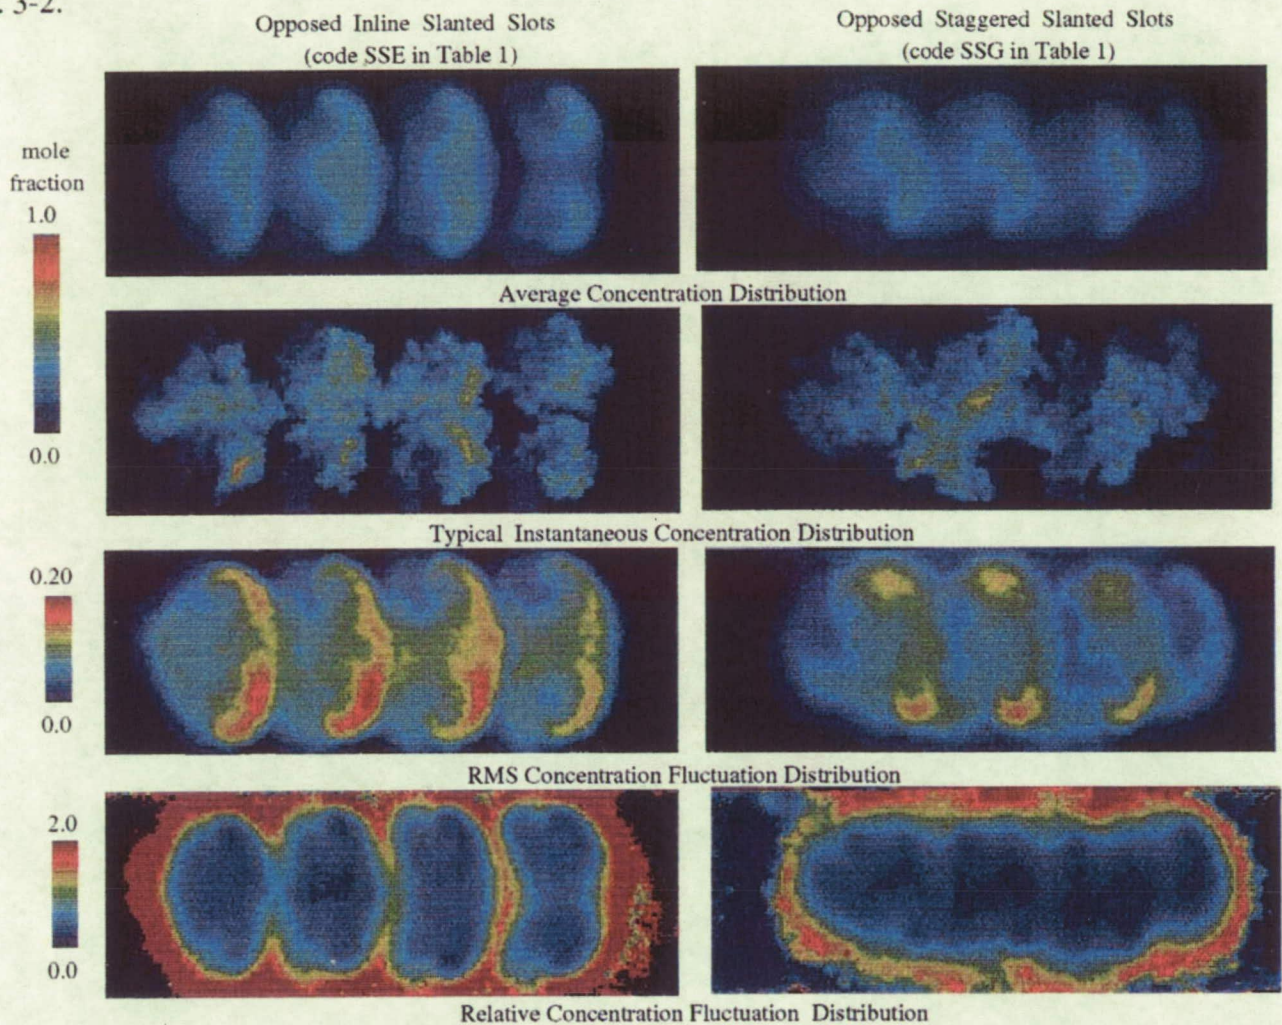 3-2.
Opposed Inline Slanted Slots
(code SSE in Table 1)
Opposed Staggered Slanted Slots
(code SSG in Table 1)
mole
fraction
1.0
0.0
Average Concentration Distribution
Typical Instantaneous Concentration Distribution
0.20
0.0
RMS Concentration Fluctuation Distribution
2.0
0.0
Relative Concentration Fluctuation Distribution